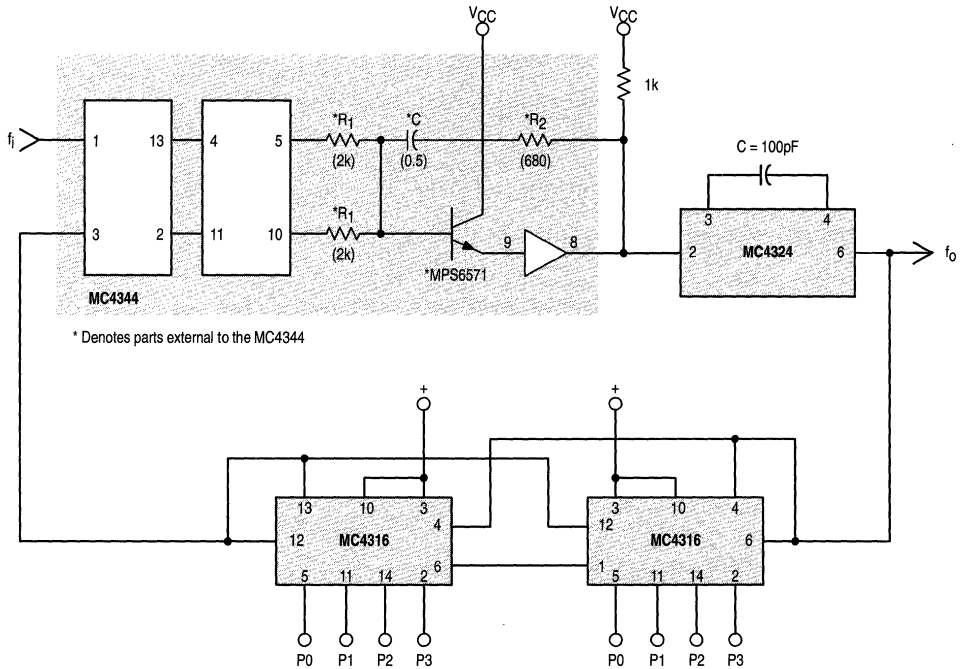 VCC
VCC
1k
fi
1
13
4
5
*R1
(2k)
*C
(0.5)
*R2
(680)
C = 100pF
3
4
3
2
11
10
*R1
(2k)
9
8
2
MC4324
6
fo
*MPS6571
MC4344
* Denotes parts external to the MC4344
+
+
13
10
3
3
10
4
4
12
12
MC4316
MC4316
6
6
1
5
11
14
2
5
11
14
2
P0
P1
P2
P3
P0
P1
P2
P3